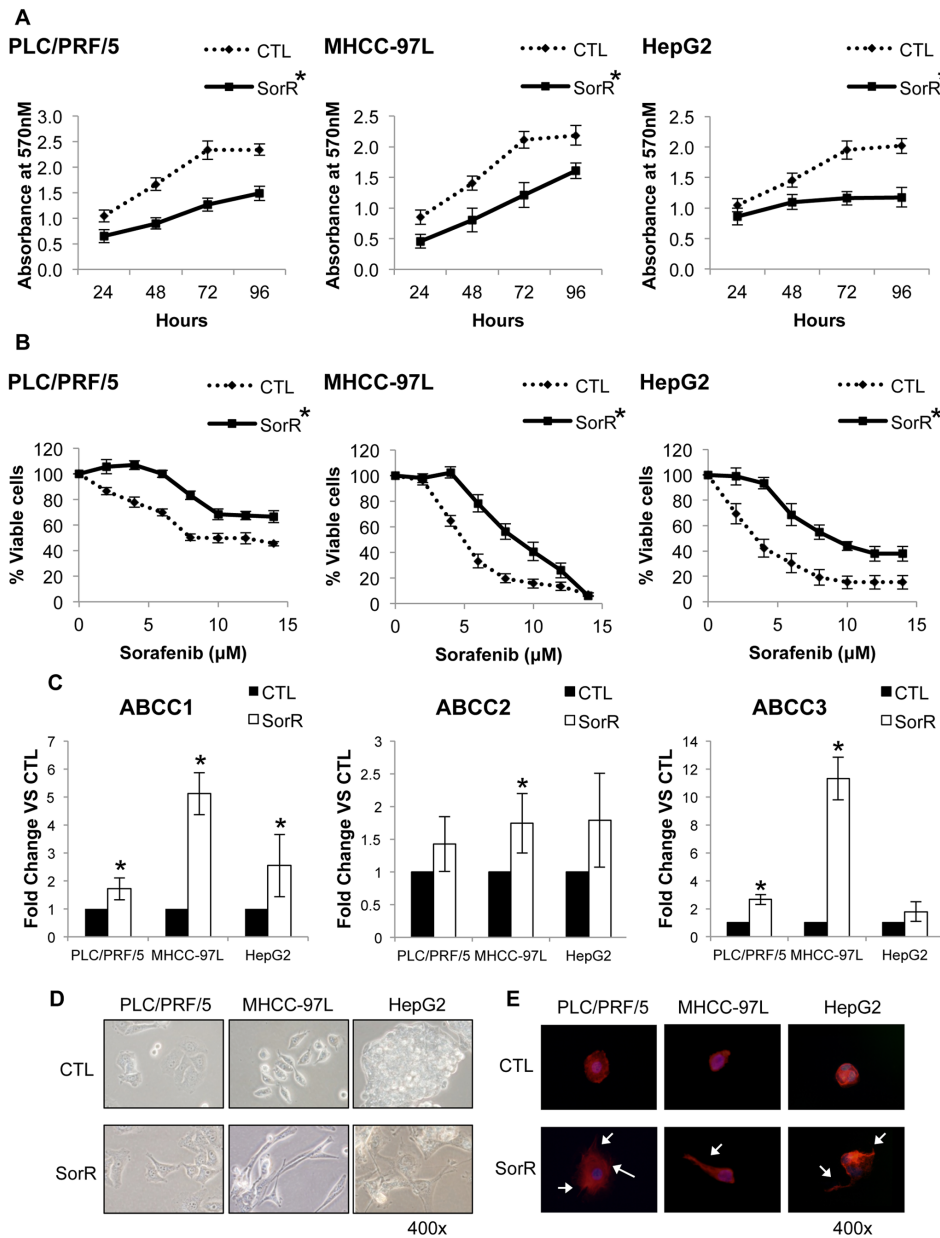 A
PLC/PRF/5
CTL
SorR*
Absorbance at 570nM
3.0
2.5
2.0
1.5
1.0
0.5
0.0
24 48 72 96
Hours
MHCC-97L
CTL
SorR*
Absorbance at 570nM
2.5
2.0
1.5
1.0
0.5
0.0
24 48 72 96
Hours
HepG2
CTL
SorR*
Absorbance at 570nM
2.5
2.0
1.5
1.0
0.5
0.0
24 48 72 96
Hours
B
PLC/PRF/5
CTL
SorR*
% Viable cells
120
100
80
60
40
20
0
0 5 10 15
Sorafenib (µM)
MHCC-97L
CTL
SorR*
% Viable cells
120
100
80
60
40
20
0
0 5 10 15
Sorafenib (µM)
HepG2
CTL
SorR*
% Viable cells
120
100
80
60
40
20
0
0 5 10 15
Sorafenib (µM)
C
ABCC1
CTL
SorR
Fold Change VS CTL
7
6
5
4
3
2
1
0
* * *
PLC/PRF/5 MHCC-97L HepG2
ABCC2
CTL
SorR
Fold Change VS CTL
3
2.5
2
1.5
1
0.5
0
*
PLC/PRF/5 MHCC-97L HepG2
ABCC3
CTL
SorR
Fold Change VS CTL
14
12
10
8
6
4
2
0
* *
PLC/PRF/5 MHCC-97L HepG2
D
PLC/PRF/5 MHCC-97L HepG2
CTL
SorR
400x
E
PLC/PRF/5 MHCC-97L HepG2
CTL
SorR
400x